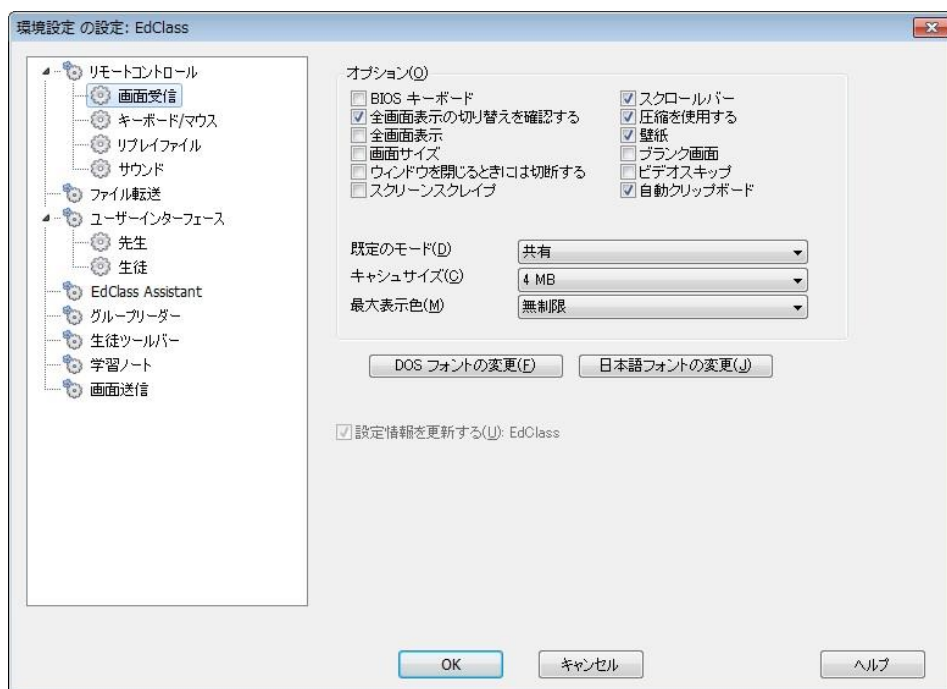 環境設定 の設定: EdClass
リモートコントロール
画面受信
キーボード/マウス
リプレイファイル
サウンド
ファイル転送
ユーザーインターフェース
先生
生徒
EdClass Assistant
グループリーダー
生徒ツールバー
学習ノート
画面送信
オプション(O)
BIOS キーボード
全画面表示の切り替えを確認する
全画面表示
画面サイズ
ウィンドウを閉じるときには切断する
スクリーンスクレイプ
スクロールバー
圧縮を使用する
壁紙
ブランク画面
ビデオスキップ
自動クリップボード
既定のモード(D) 共有
キャシュサイズ(C) 4 MB
最大表示色(M) 無制限
DOS フォントの変更(F) 日本語フォントの変更(J)
設定情報を更新する(U): EdClass
OK キャンセル ヘルプ